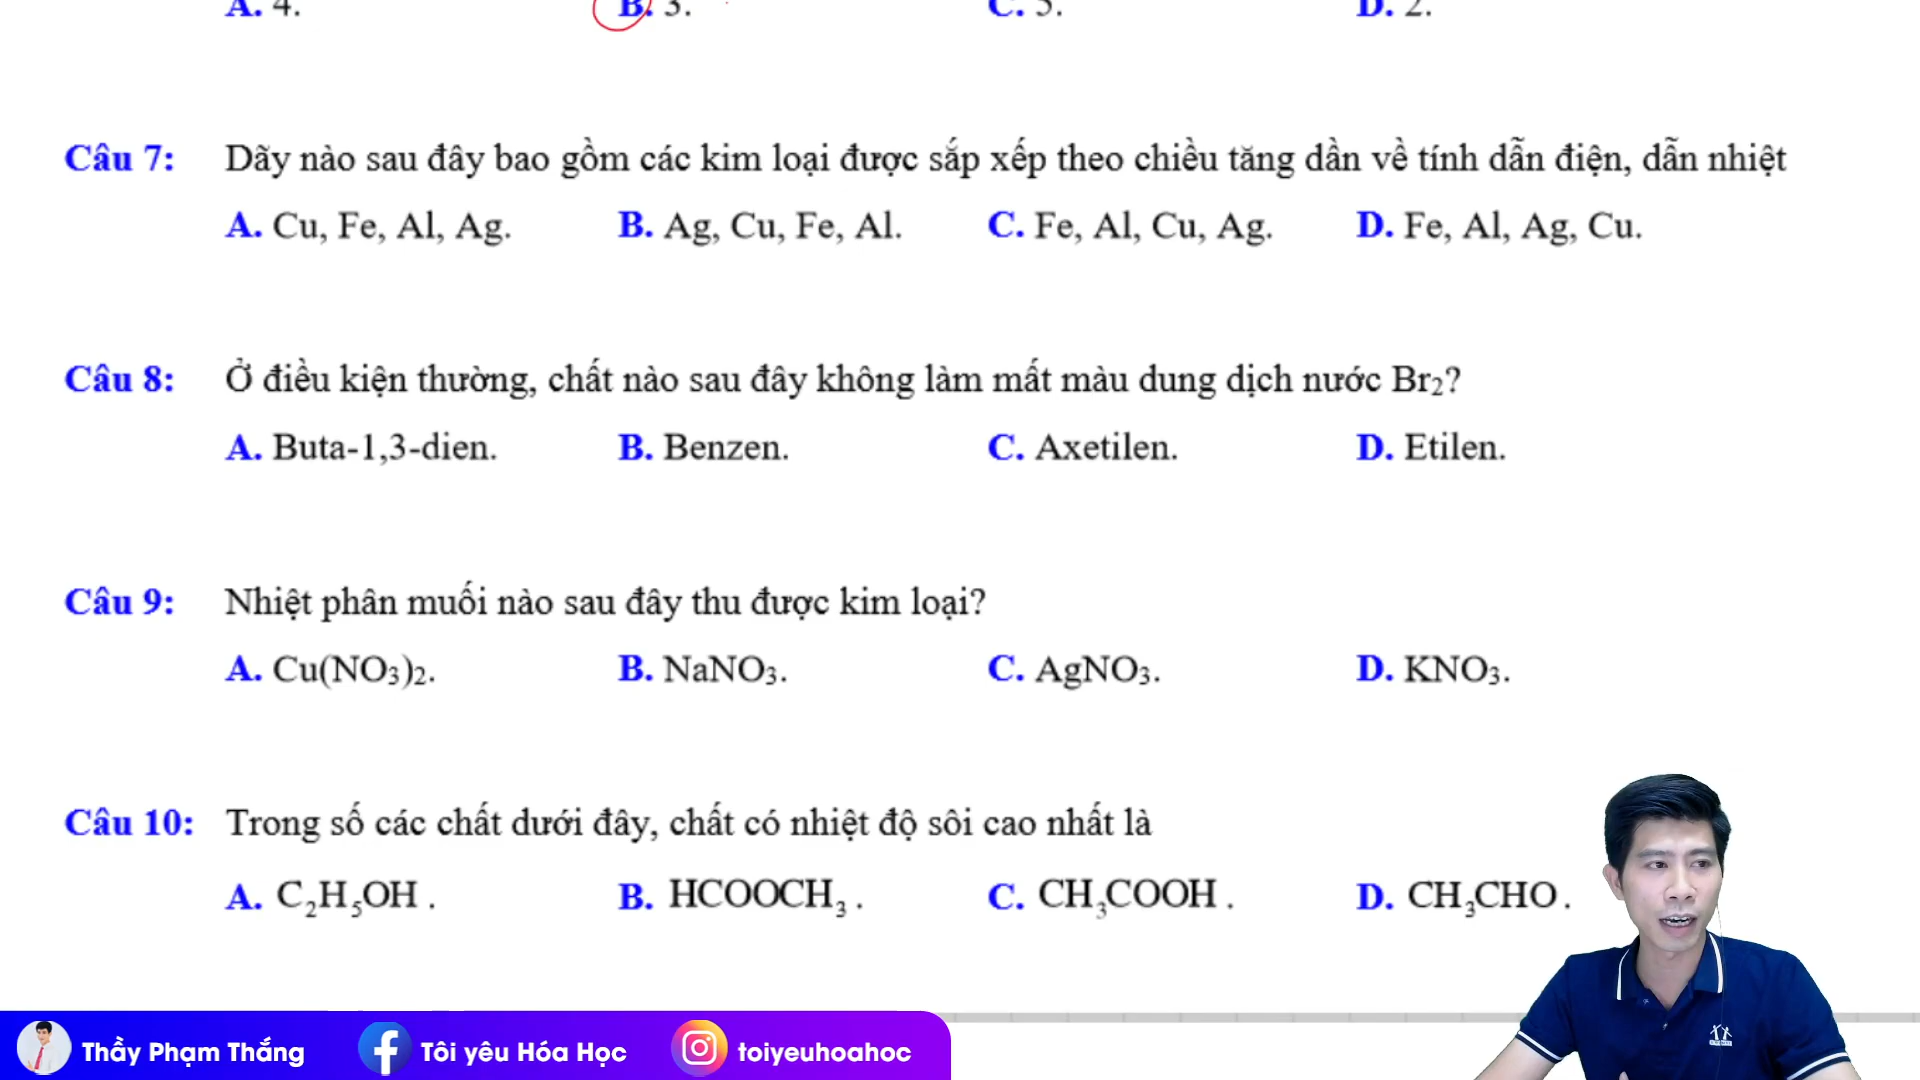 A. 4. B. 3. C. 5. D. 2.
Câu 7: Dãy nào sau đây bao gồm các kim loại được sắp xếp theo chiều tăng dần về tính dẫn điện, dẫn nhiệt
A. Cu, Fe, Al, Ag. B. Ag, Cu, Fe, Al. C. Fe, Al, Cu, Ag. D. Fe, Al, Ag, Cu.
Câu 8: Ở điều kiện thường, chất nào sau đây không làm mất màu dung dịch nước Br₂?
A. Buta-1,3-dien. B. Benzen. C. Axetilen. D. Etilen.
Câu 9: Nhiệt phân muối nào sau đây thu được kim loại?
A. Cu(NO₃)₂. B. NaNO₃. C. AgNO₃. D. KNO₃.
Câu 10: Trong số các chất dưới đây, chất có nhiệt độ sôi cao nhất là
A. C₂H₅OH . B. HCOOCH₃ . C. CH₃COOH . D. CH₃CHO .
Thầy Phạm Thắng Tôi yêu Hóa Học toiyeuhoahoc